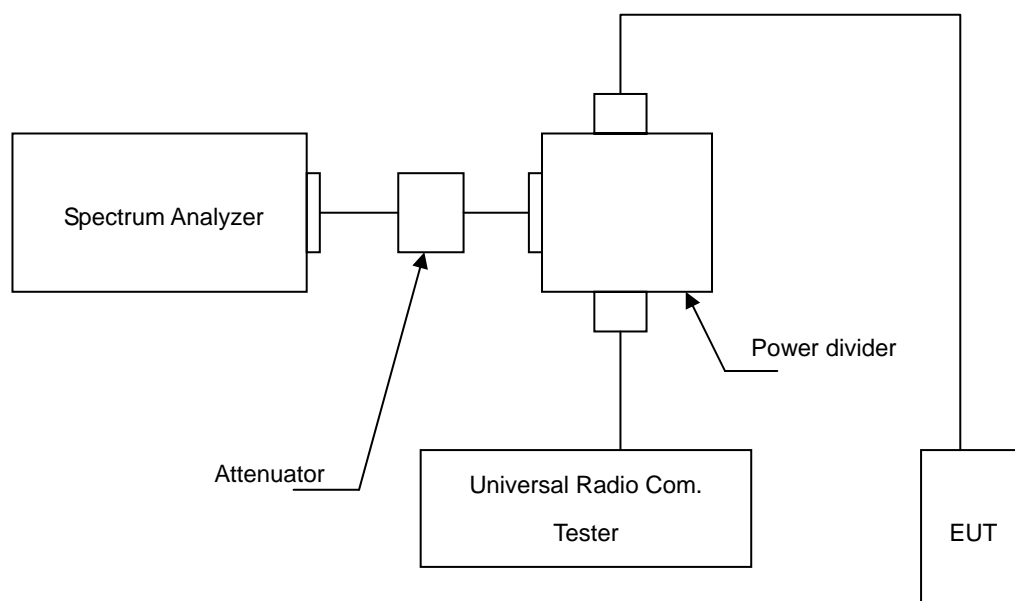 Spectrum Analyzer
Power divider
Attenuator
Universal Radio Com.
Tester
EUT